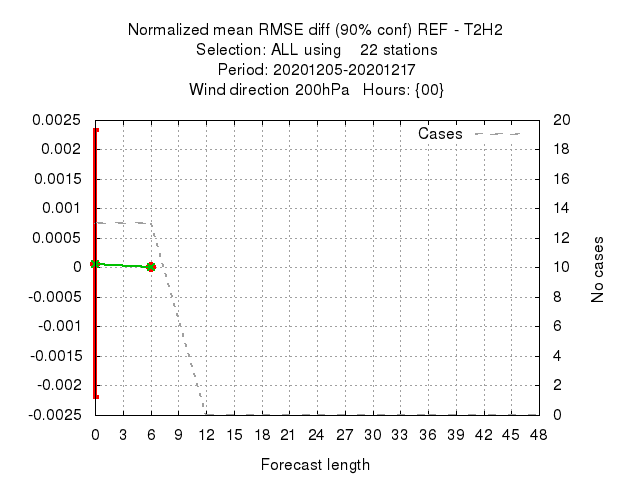 Normalized mean RMSE diff (90% conf) REF - T2H2
Selection: ALL using    22 stations
Period: 20201205-20201217
Wind direction 200hPa   Hours: {00}
0.0025
0.002
0.0015
0.001
0.0005
0
-0.0005
-0.001
-0.0015
-0.002
-0.0025
Cases
20
18
16
14
12
10
8
6
4
2
0
No cases
0 3 6 9 12 15 18 21 24 27 30 33 36 39 42 45 48
Forecast length